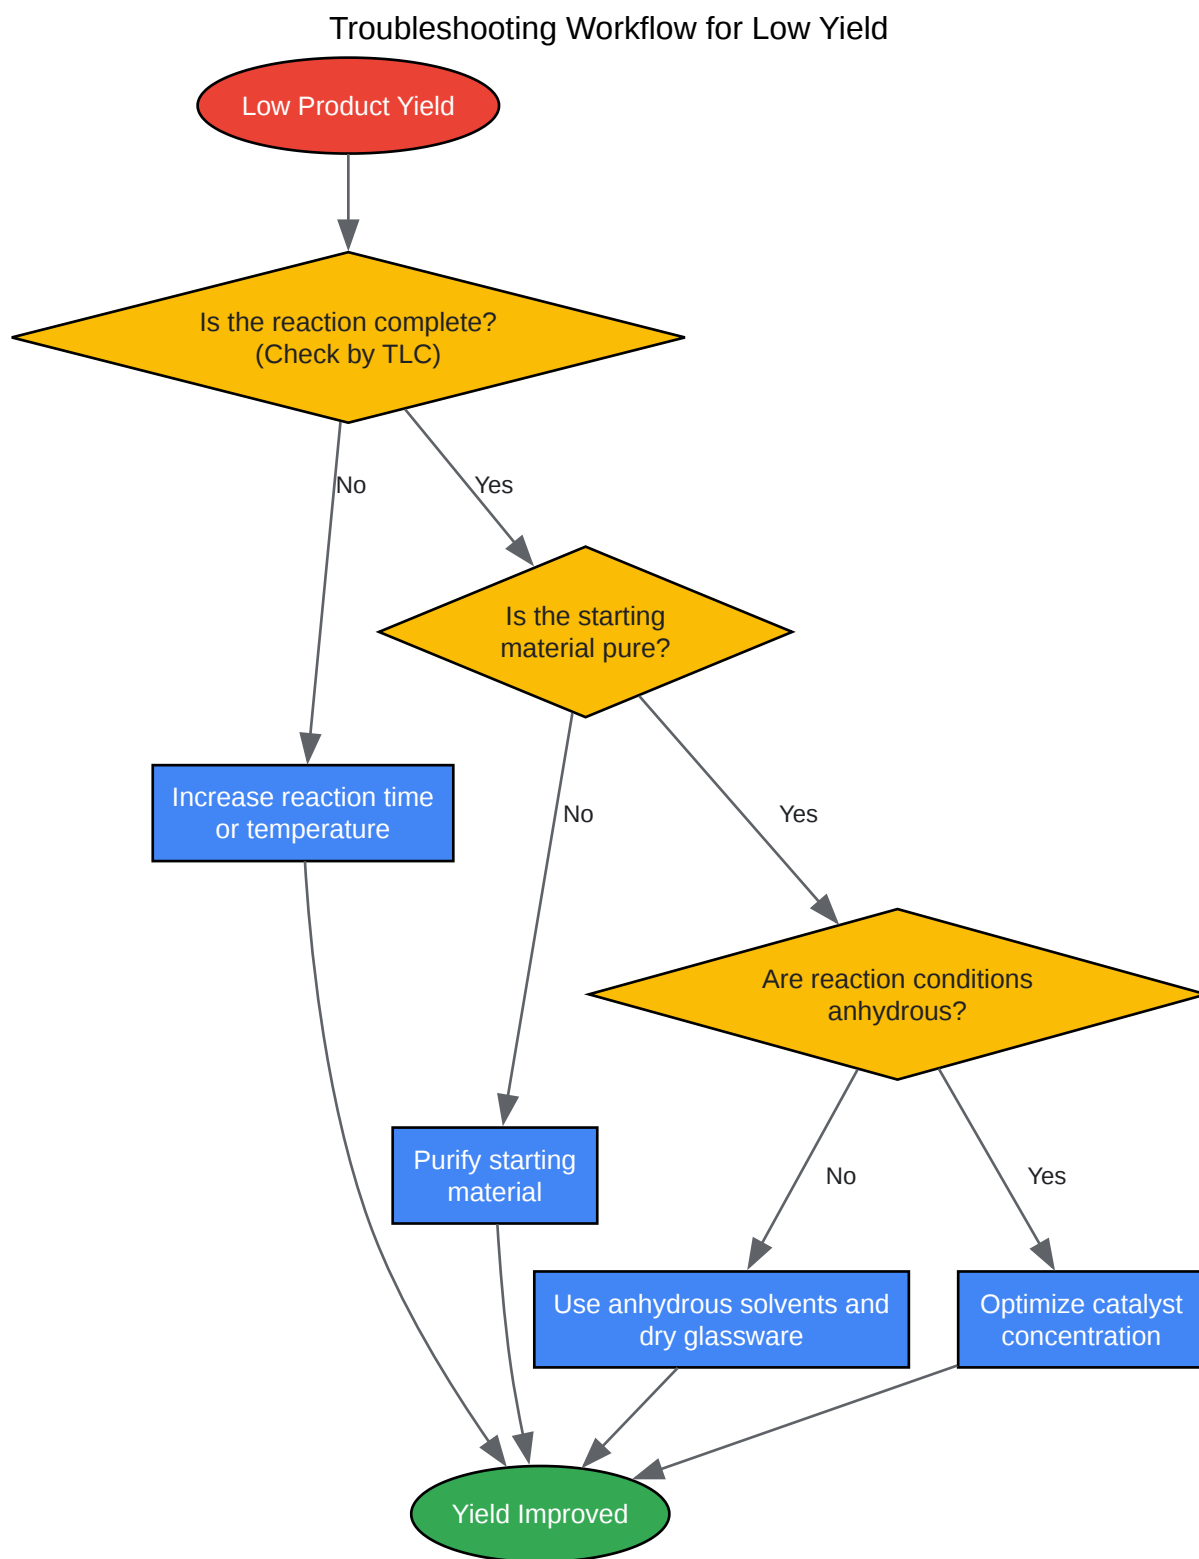 Troubleshooting Workflow for Low Yield
Low Product Yield
Is the reaction complete?
(Check by TLC)
No
Yes
Is the starting
material pure?
Increase reaction time
or temperature
No
Yes
Are reaction conditions
anhydrous?
Purify starting
material
No
Yes
Use anhydrous solvents and
dry glassware
Optimize catalyst
concentration
Yield Improved